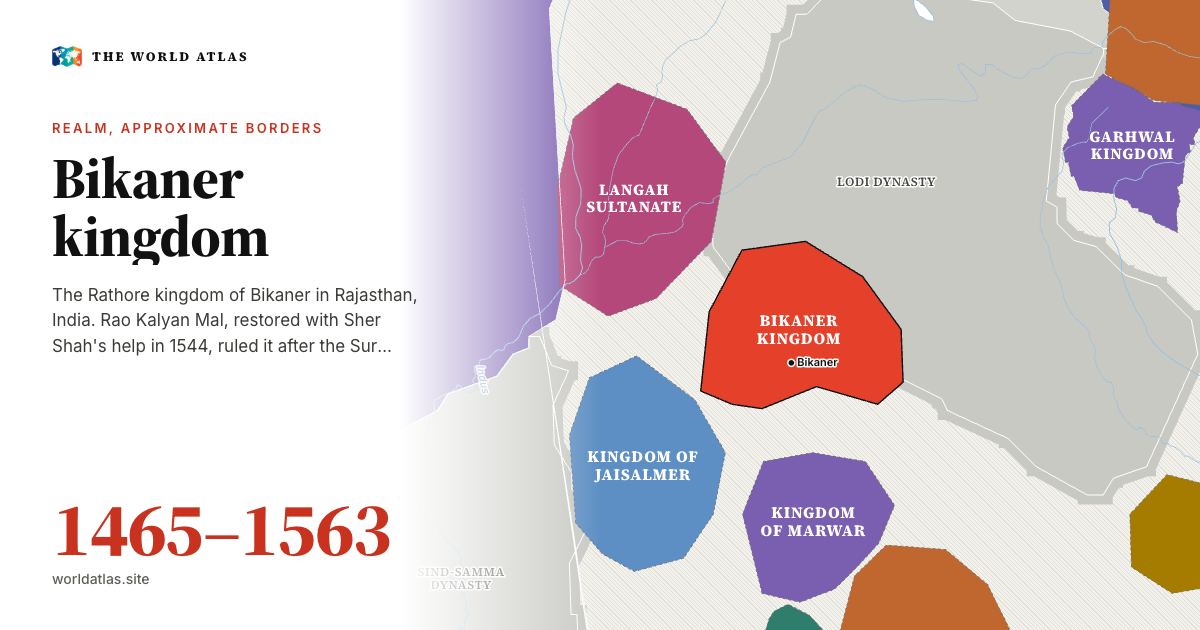 THE WORLD ATLAS
REALM, APPROXIMATE BORDERS
Bikaner
kingdom
The Rathore kingdom of Bikaner in Rajasthan,
India. Rao Kalyan Mal, restored with Sher
Shah's help in 1544, ruled it after the Sur...
1465–1563
worldatlas.site
LANGAH
SULTANATE
LODI DYNASTY
GARHWAL
KINGDOM
BIKANER
KINGDOM
Bikaner
Indus
KINGDOM OF
JAISALMER
KINGDOM
OF MARWAR
SIND-SAMMA
DYNASTY